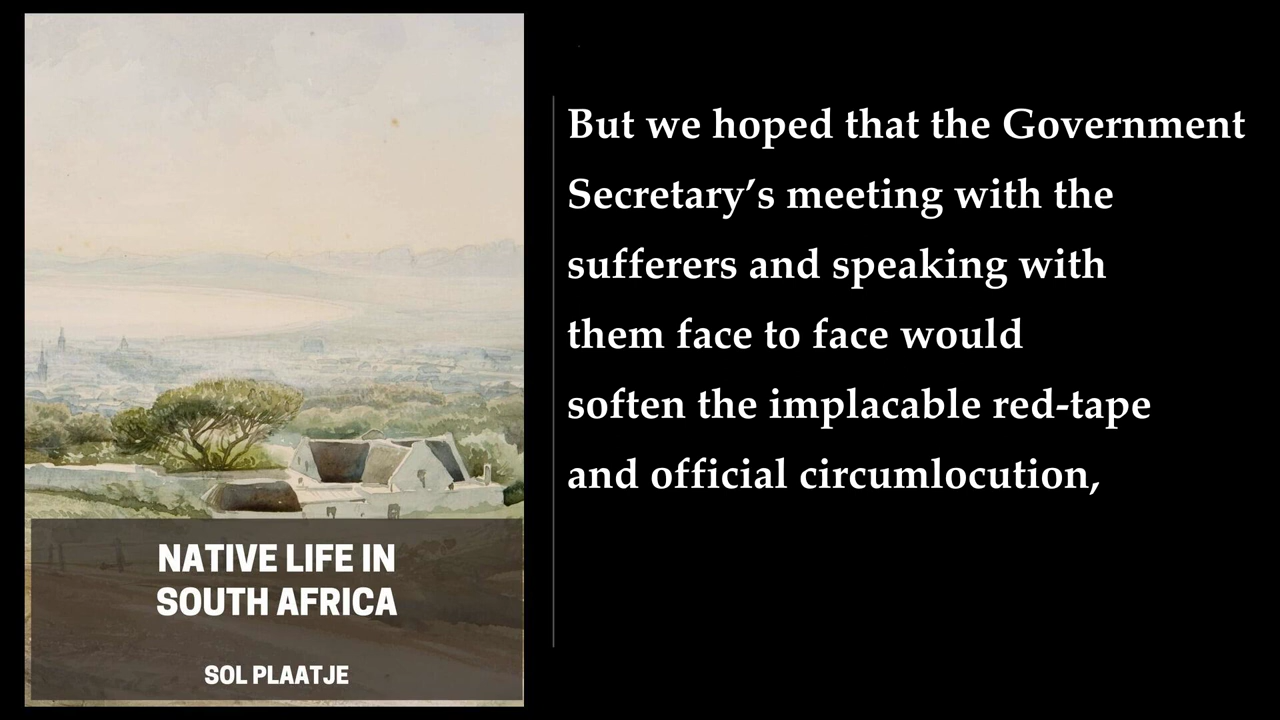 NATIVE LIFE IN
SOUTH AFRICA
SOL PLAATJE
But we hoped that the Government
Secretary’s meeting with the
sufferers and speaking with
them face to face would
soften the implacable red-tape
and official circumlocution,